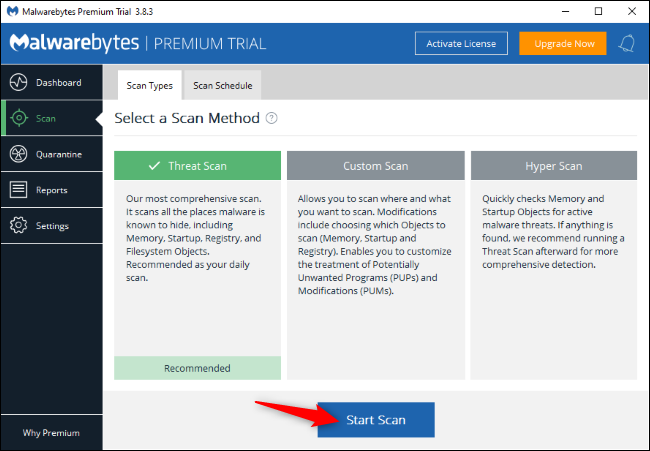 Malwarebytes Premium Trial 3.8.3
Malwarebytes | PREMIUM TRIAL
Activate License
Upgrade Now
Dashboard
Scan
Quarantine
Reports
Settings
Why Premium
Scan Types
Scan Schedule
Select a Scan Method ?
Threat Scan
Our most comprehensive scan.
It scans all the places malware is
known to hide, including
Memory, Startup, Registry, and
Filesystem Objects.
Recommended as your daily
scan.
Recommended
Custom Scan
Allows you to scan where and what
you want to scan. Modifications
include choosing which Objects to
scan (Memory, Startup and
Registry). Enables you to customize
the treatment of Potentially
Unwanted Programs (PUPs) and
Modifications (PUMs).
Hyper Scan
Quickly checks Memory and
Startup Objects for active
malware threats. If anything is
found, we recommend running a
Threat Scan afterward for more
comprehensive detection.
Start Scan